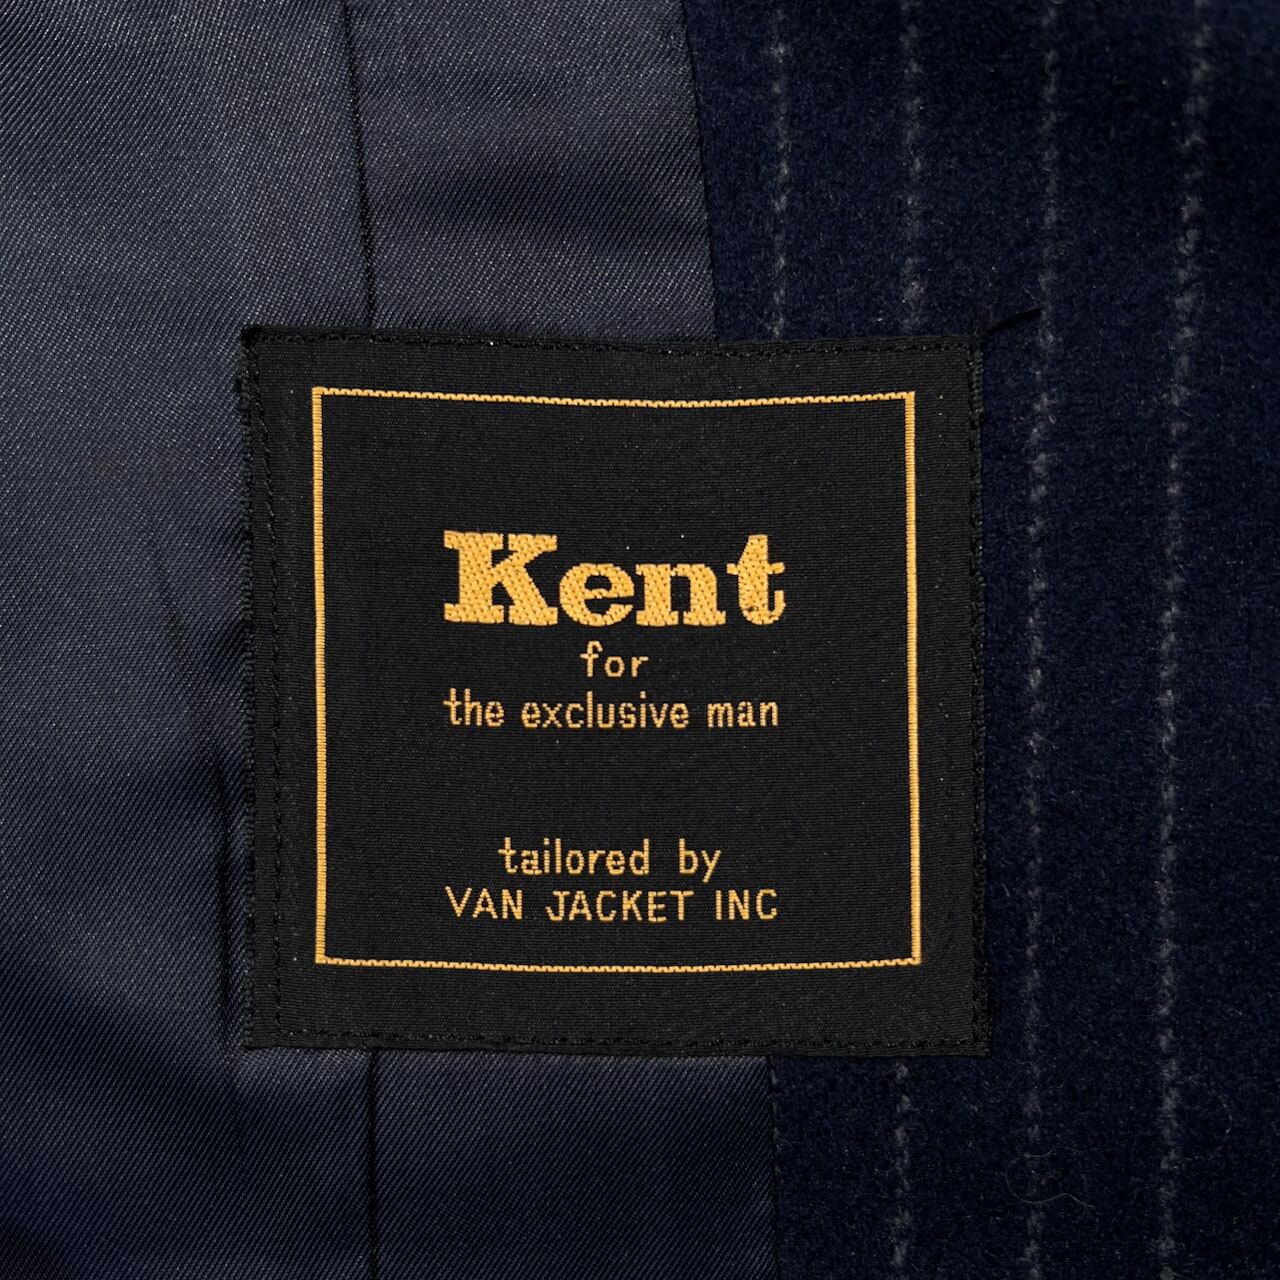 Kent
for
the exclusive man
tailored by
VAN JACKET INC